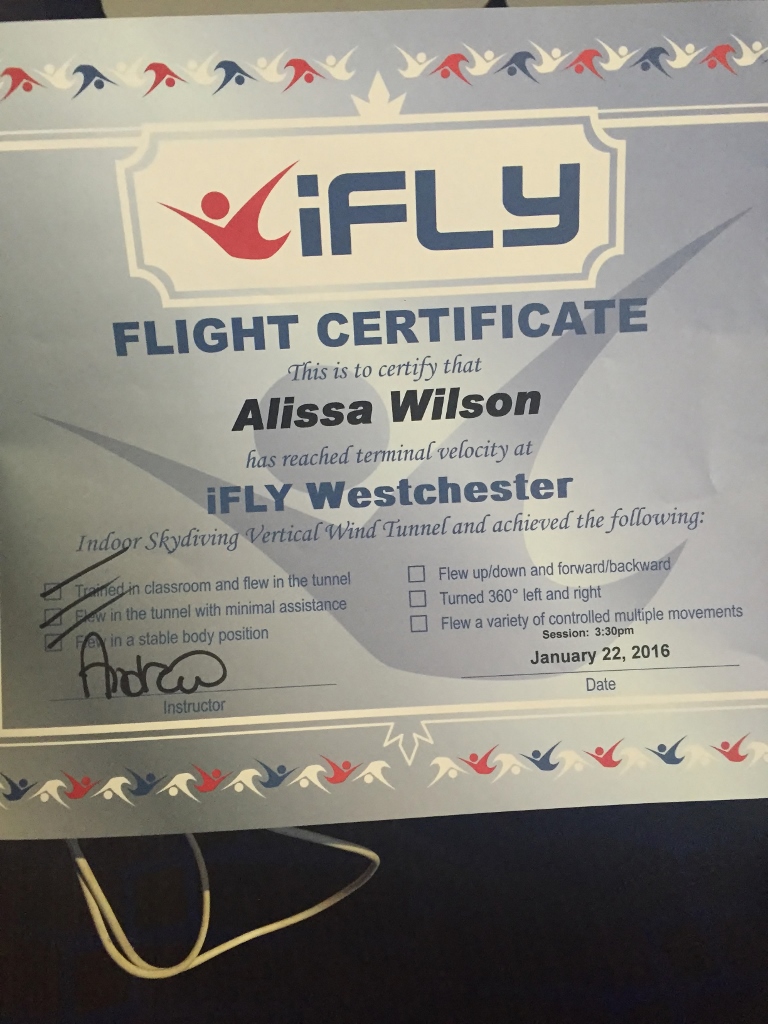 iFLY
FLIGHT CERTIFICATE
This is to certify that
Alissa Wilson
has reached terminal velocity at
iFLY Westchester
Indoor Skydiving Vertical Wind Tunnel and achieved the following:
Trained in classroom and flew in the tunnel
Flew in the tunnel with minimal assistance
Flew in a stable body position
Flew up/down and forward/backward
Turned 360° left and right
Flew a variety of controlled multiple movements
Session: 3:30pm
Andrew
January 22, 2016
Instructor
Date